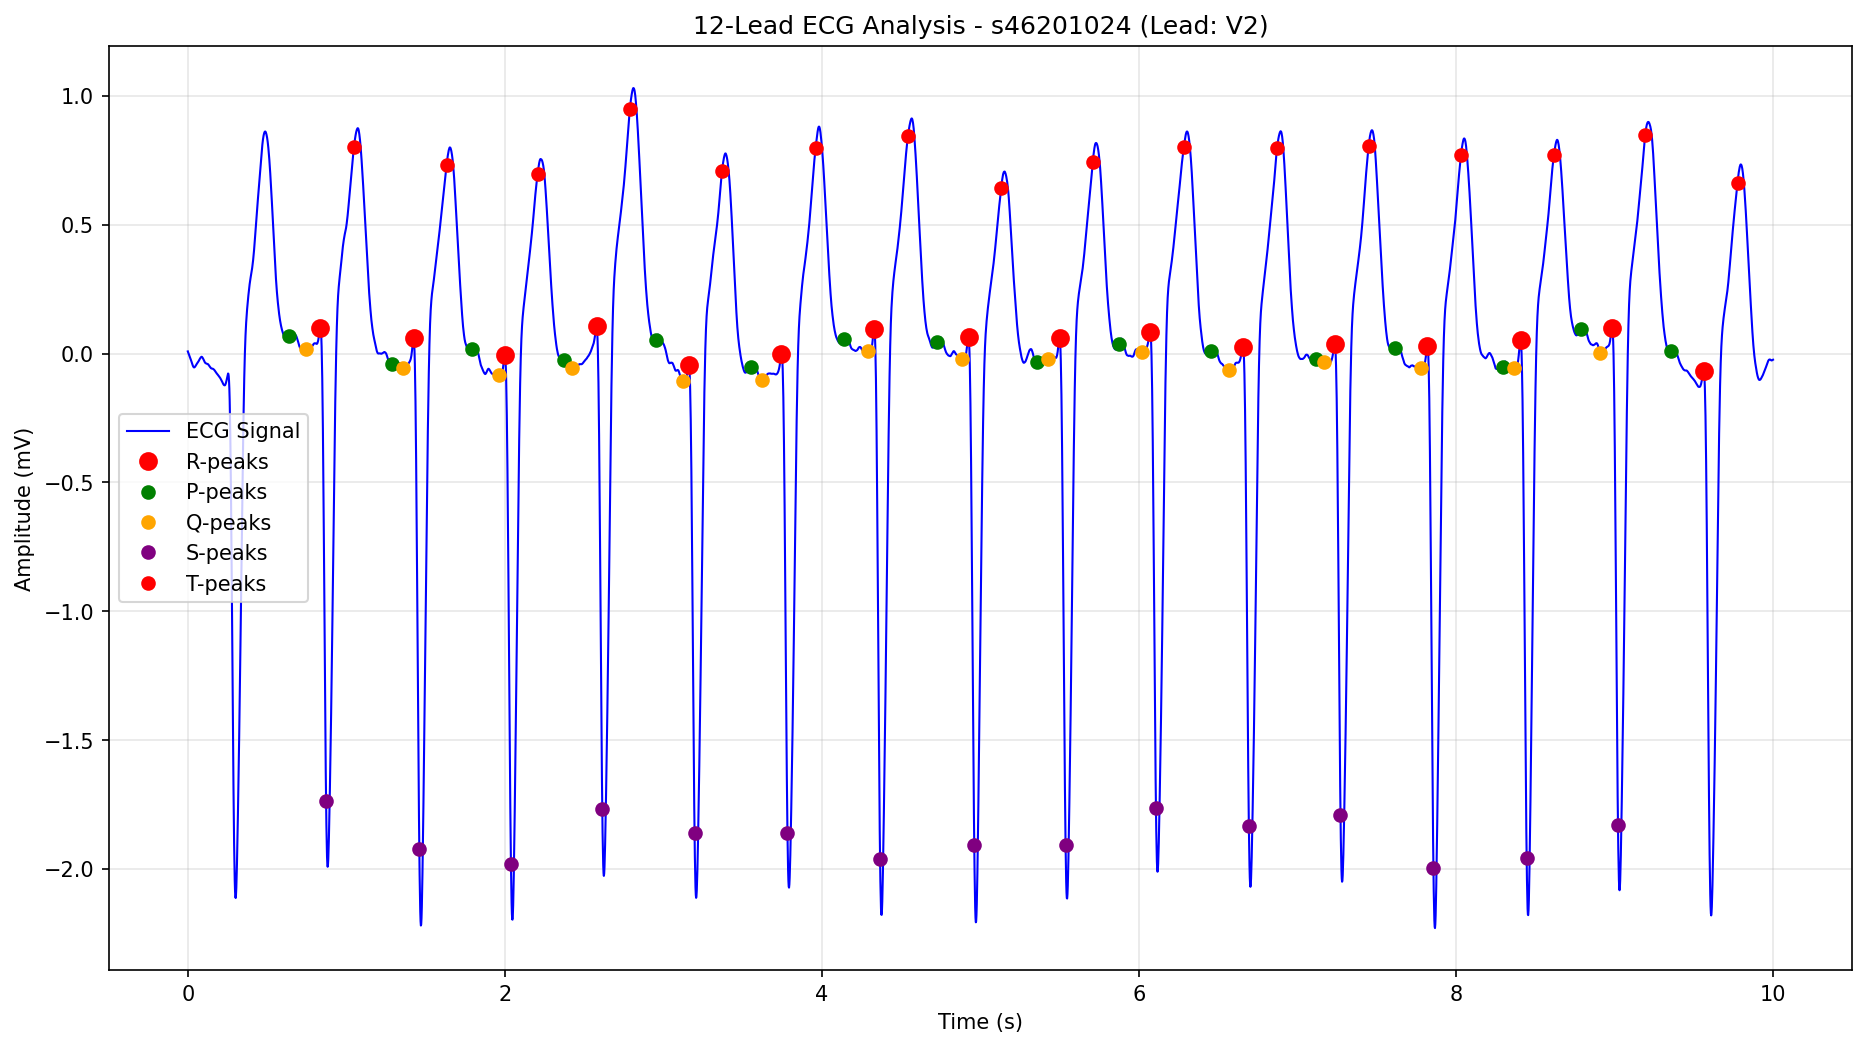 12-Lead ECG Analysis - s46201024 (Lead: V2)
1.0
0.5
0.0
−0.5
−1.0
−1.5
−2.0
Amplitude (mV)
ECG Signal
R-peaks
P-peaks
Q-peaks
S-peaks
T-peaks
0
2
4
6
8
10
Time (s)